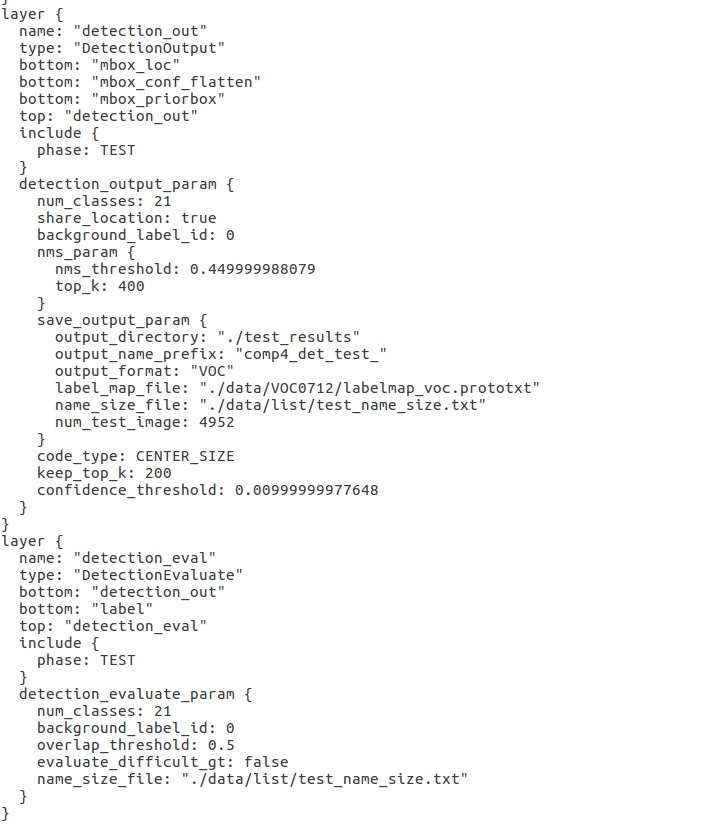 }
layer {
  name: "detection_out"
  type: "DetectionOutput"
  bottom: "mbox_loc"
  bottom: "mbox_conf_flatten"
  bottom: "mbox_priorbox"
  top: "detection_out"
  include {
    phase: TEST
  }
  detection_output_param {
    num_classes: 21
    share_location: true
    background_label_id: 0
    nms_param {
      nms_threshold: 0.449999988079
      top_k: 400
    }
    save_output_param {
      output_directory: "./test_results"
      output_name_prefix: "comp4_det_test_"
      output_format: "VOC"
      label_map_file: "./data/VOC0712/labelmap_voc.prototxt"
      name_size_file: "./data/list/test_name_size.txt"
      num_test_image: 4952
    }
    code_type: CENTER_SIZE
    keep_top_k: 200
    confidence_threshold: 0.00999999977648
  }
}
layer {
  name: "detection_eval"
  type: "DetectionEvaluate"
  bottom: "detection_out"
  bottom: "label"
  top: "detection_eval"
  include {
    phase: TEST
  }
  detection_evaluate_param {
    num_classes: 21
    background_label_id: 0
    overlap_threshold: 0.5
    evaluate_difficult_gt: false
    name_size_file: "./data/list/test_name_size.txt"
  }
}